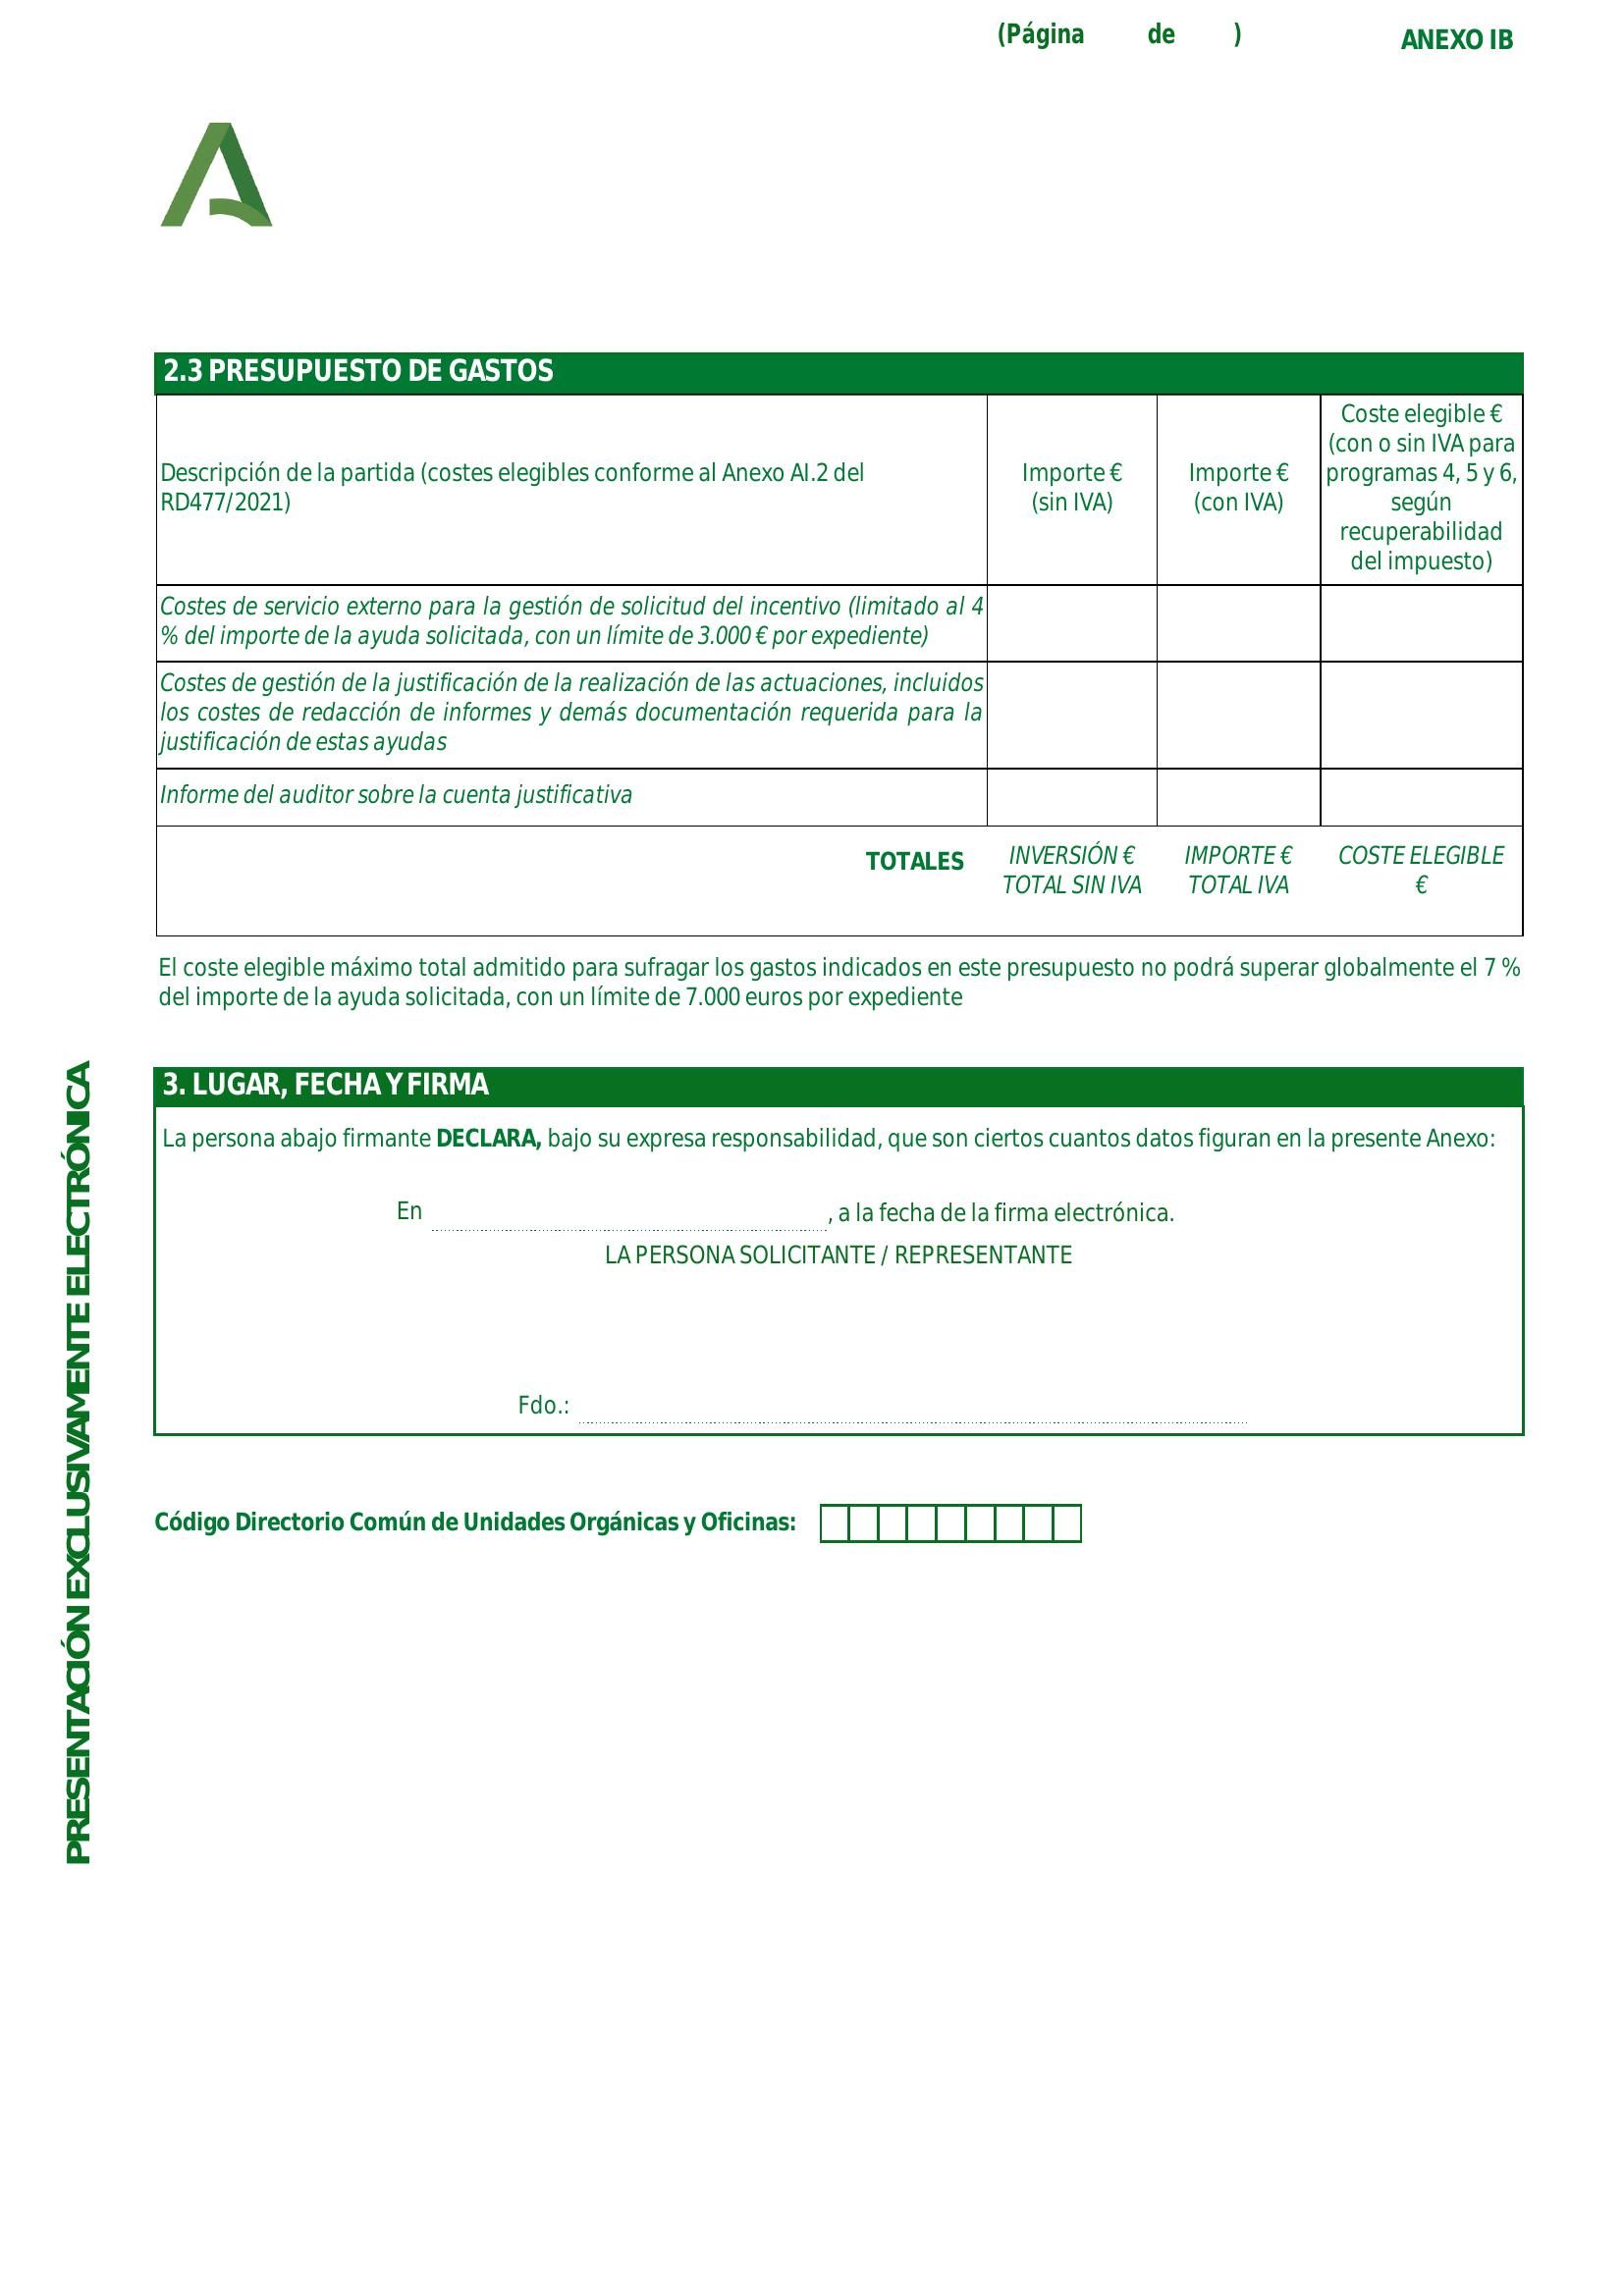 (Página de ) ANEXO IB
2.3 PRESUPUESTO DE GASTOS
Descripción de la partida (costes elegibles conforme al Anexo AI.2 del
RD477/2021)
Importe €
(sin IVA)
Importe €
(con IVA)
Coste elegible €
(con o sin IVA para
programas 4, 5 y 6,
según
recuperabilidad
del impuesto)
Costes de servicio externo para la gestión de solicitud del incentivo (limitado al 4
% del importe de la ayuda solicitada, con un límite de 3.000 € por expediente)
Costes de gestión de la justificación de la realización de las actuaciones, incluidos
los costes de redacción de informes y demás documentación requerida para la
justificación de estas ayudas
Informe del auditor sobre la cuenta justificativa
TOTALES
INVERSIÓN €
TOTAL SIN IVA
IMPORTE €
TOTAL IVA
COSTE ELEGIBLE
€
El coste elegible máximo total admitido para sufragar los gastos indicados en este presupuesto no podrá superar globalmente el 7 %
del importe de la ayuda solicitada, con un límite de 7.000 euros por expediente
3. LUGAR, FECHA Y FIRMA
La persona abajo firmante DECLARA, bajo su expresa responsabilidad, que son ciertos cuantos datos figuran en la presente Anexo:
En , a la fecha de la firma electrónica.
LA PERSONA SOLICITANTE / REPRESENTANTE
Fdo.:
Código Directorio Común de Unidades Orgánicas y Oficinas:
PRESENTACIÓN EXCLUSIVAMENTE ELECTRÓNICA